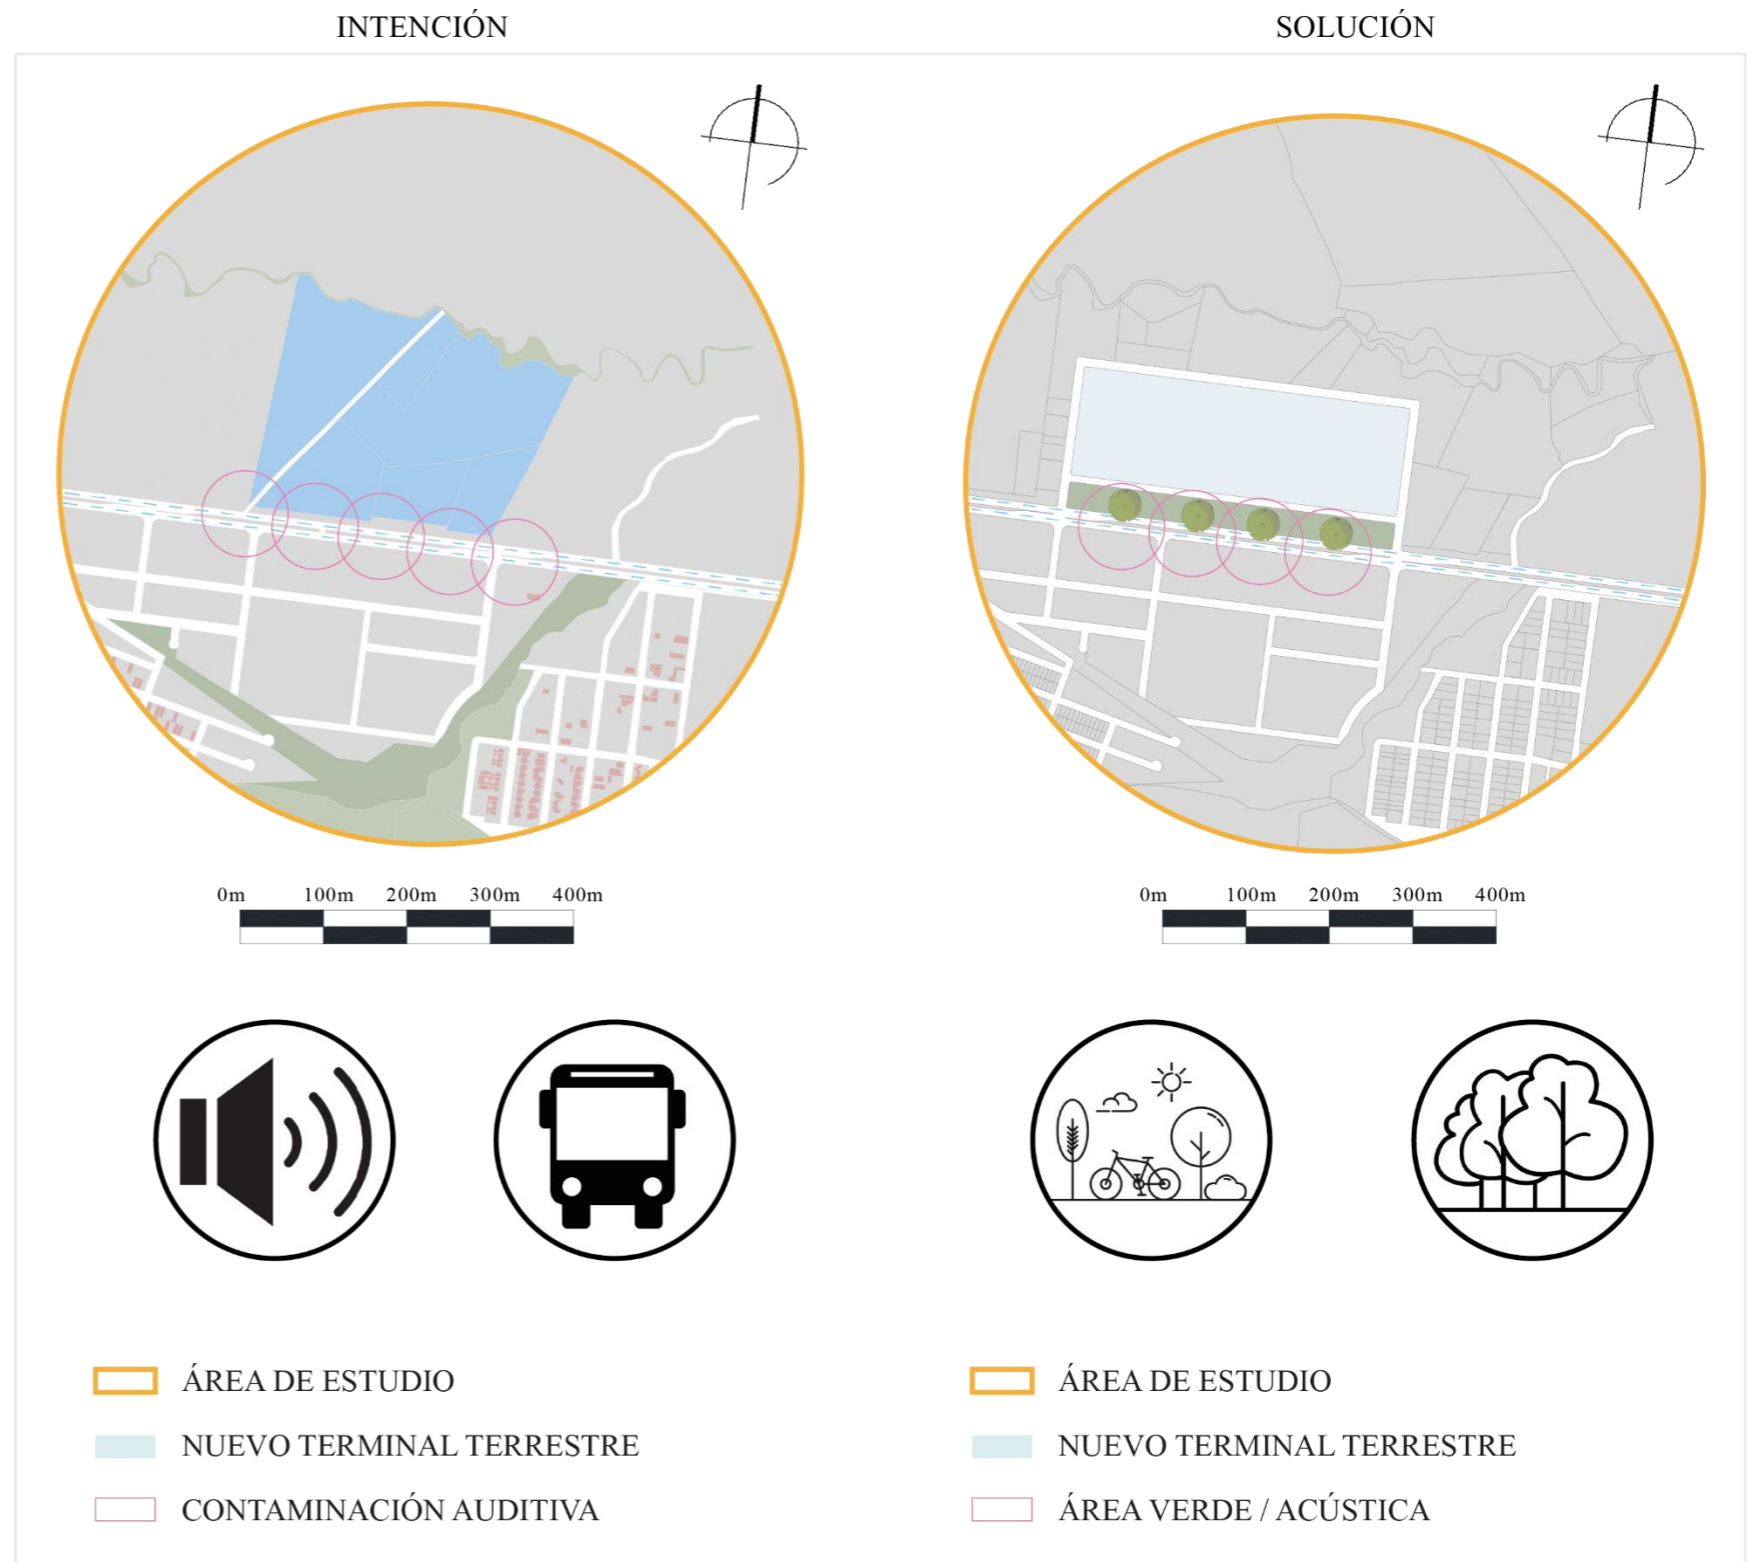 INTENCIÓN
SOLUCIÓN
0m 100m 200m 300m 400m
0m 100m 200m 300m 400m
ÁREA DE ESTUDIO
NUEVO TERMINAL TERRESTRE
CONTAMINACIÓN AUDITIVA
ÁREA DE ESTUDIO
NUEVO TERMINAL TERRESTRE
ÁREA VERDE / ACÚSTICA